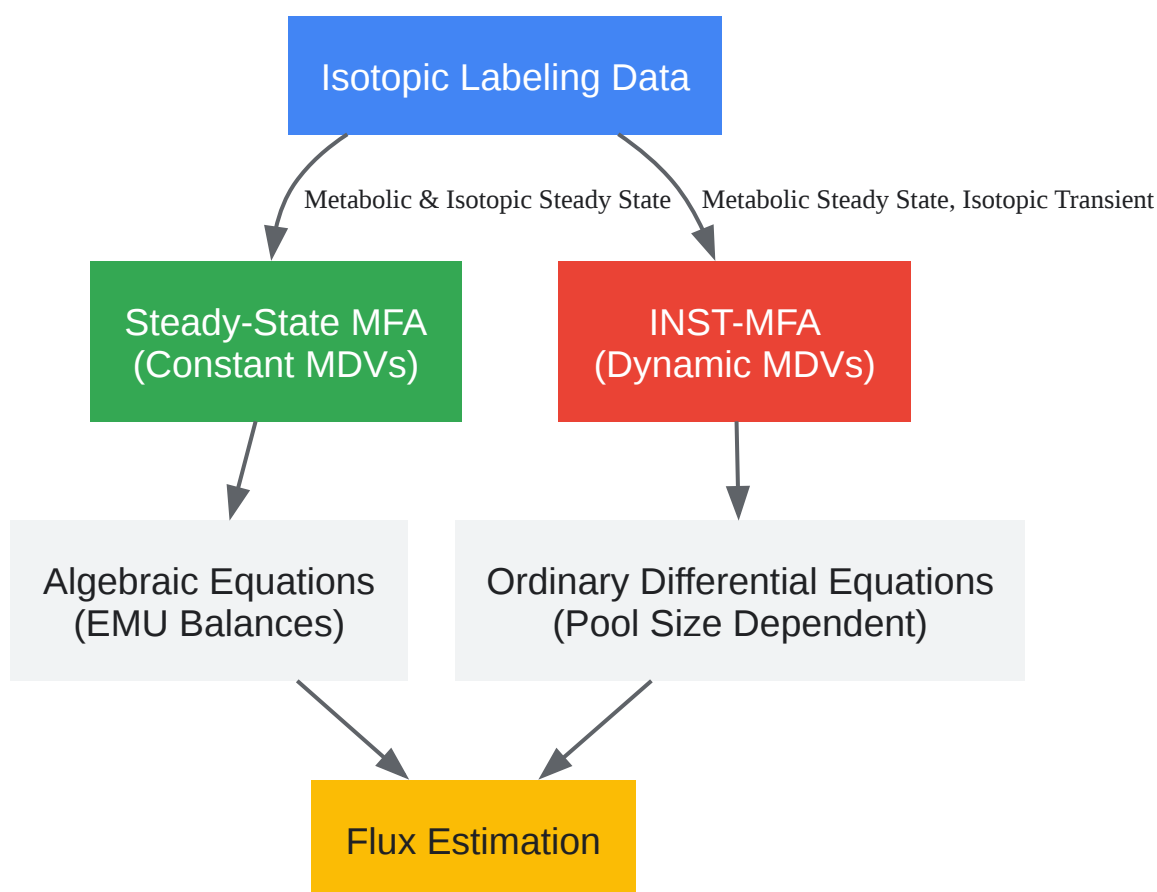 Isotopic Labeling Data
Metabolic & Isotopic Steady State
Metabolic Steady State, Isotopic Transient
Steady-State MFA
(Constant MDVs)
INST-MFA
(Dynamic MDVs)
Algebraic Equations
(EMU Balances)
Ordinary Differential Equations
(Pool Size Dependent)
Flux Estimation